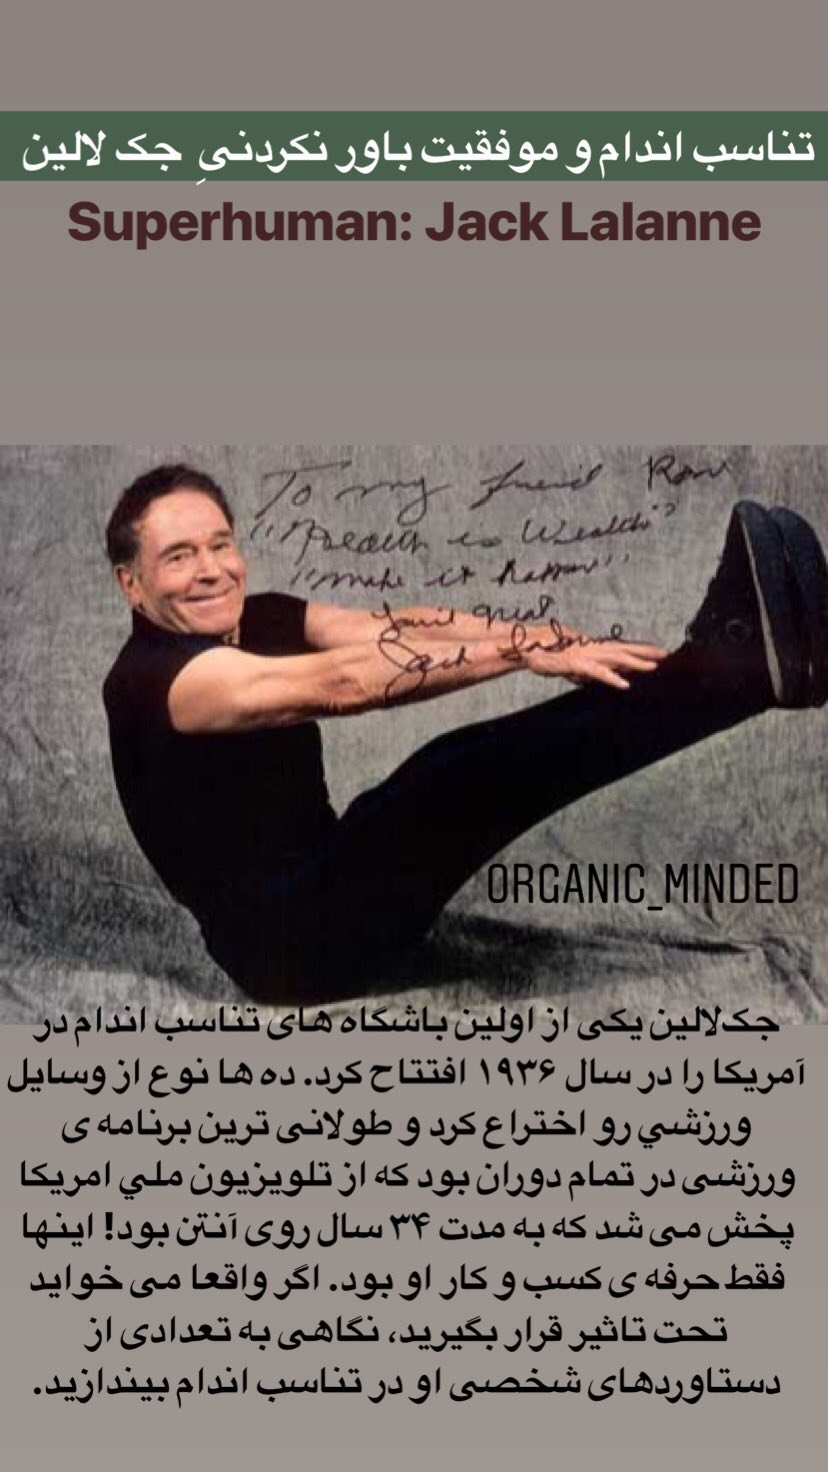 تناسب اندام و موفقیت باور نکردنیِ جک لالین
Superhuman: Jack Lalanne
To my friend Ron
"Health is Wealth"
"make it happen"
Jack LaLanne
ORGANIC_MINDED
جک‌لالین یکی از اولین باشگاه های تناسب اندام در
آمریکا را در سال ۱۹۳۶ افتتاح کرد. ده ها نوع از وسایل
ورزشي رو اختراع کرد و طولانی ترین برنامه ی
ورزشی در تمام دوران بود که از تلویزیون ملي امریکا
پخش می شد که به مدت ۳۴ سال روی آنتن بود! اینها
فقط حرفه ی کسب و کار او بود. اگر واقعا می خواید
تحت تاثیر قرار بگیرید، نگاهی به تعدادی از
دستاوردهای شخصی او در تناسب اندام بیندازید.